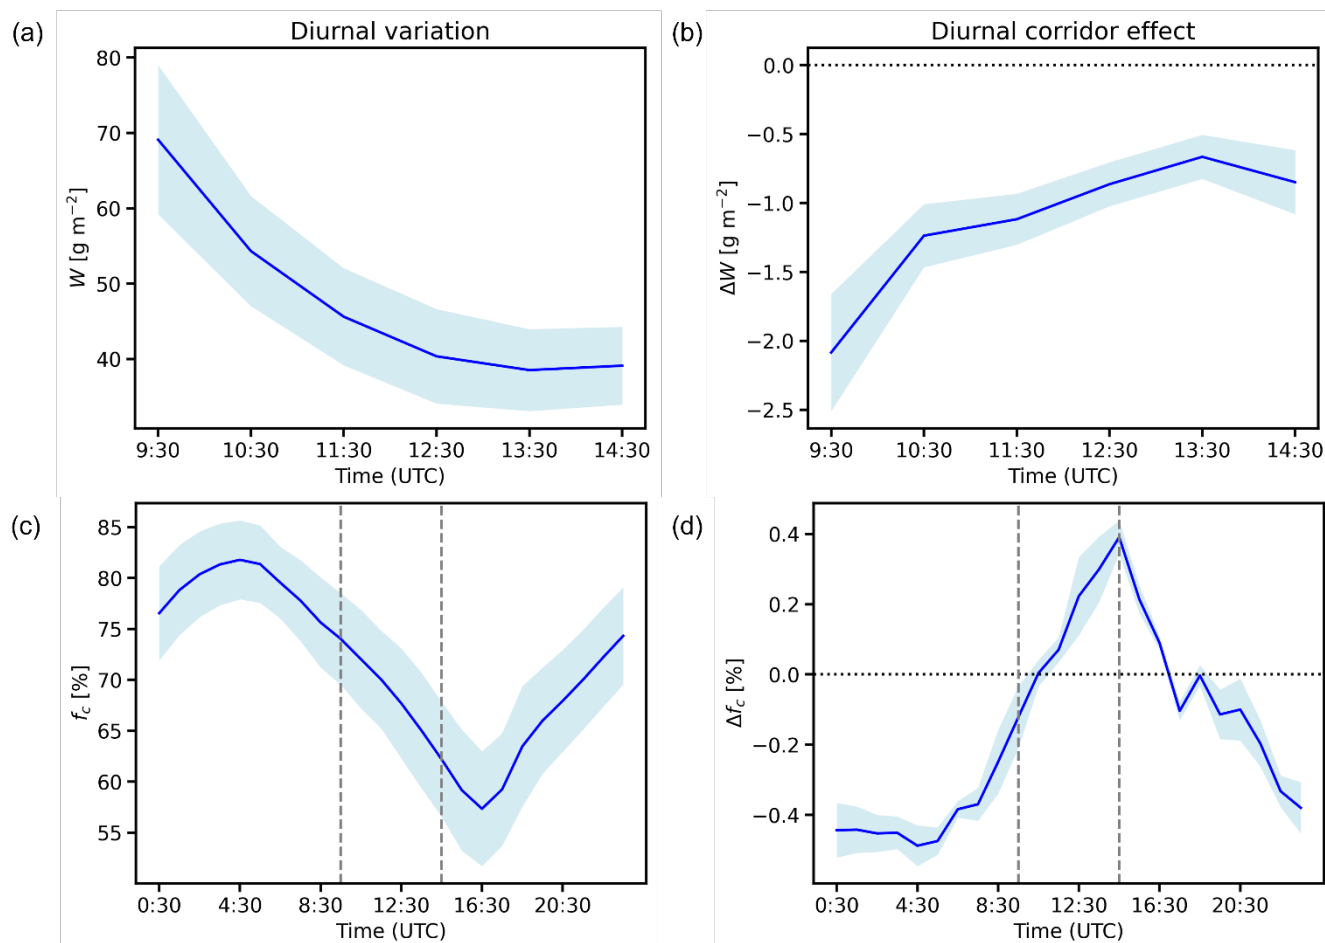 (a)
Diurnal variation
80
70
60
50
40
W [g m⁻²]
9:30 10:30 11:30 12:30 13:30 14:30
Time (UTC)
(b)
Diurnal corridor effect
0.0
−0.5
−1.0
−1.5
−2.0
−2.5
ΔW [g m⁻²]
9:30 10:30 11:30 12:30 13:30 14:30
Time (UTC)
(c)
85
80
75
70
65
60
55
f_c [%]
0:30 4:30 8:30 12:30 16:30 20:30
Time (UTC)
(d)
0.4
0.2
0.0
−0.2
−0.4
Δf_c [%]
0:30 4:30 8:30 12:30 16:30 20:30
Time (UTC)